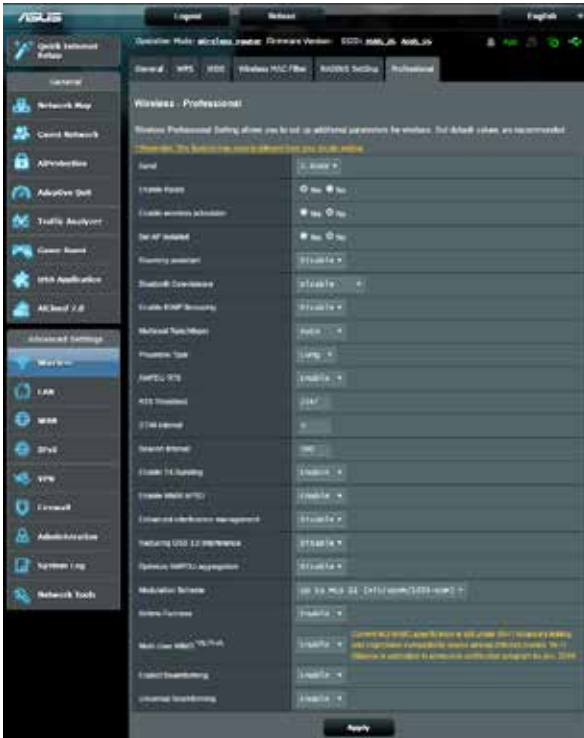 ASUS
Logout
Reboot
English
Quick Internet Setup
Operation Mode: Wireless router Firmware Version: SSID:
General
WPS
WDS
Wireless MAC Filter
RADIUS Setting
Professional
General
Network Map
Guest Network
AiProtection
Adaptive QoS
Traffic Analyzer
Game Boost
USB Application
AiCloud 2.0
Advanced Settings
Wireless
LAN
WAN
IPv6
VPN
Firewall
Administration
System Log
Network Tools
Wireless - Professional
Wireless Professional Setting allows you to set up additional parameters for wireless. But default values are recommended.
Band
Enable Radio Yes No
Enable wireless scheduler Yes No
Set AP Isolated Yes No
Roaming assistant Disable
Bluetooth Coexistence Disable
Enable IGMP Snooping Disable
Multicast Rate(Mbps) Auto
Preamble Type Long
AMPDU RTS Enable
RTS Threshold 2347
DTIM Interval
Beacon Interval 100
Enable TX Bursting Enable
Enable WMM APSD Enable
Enhanced interference management Disable
Reducing USB 3.0 interference Disable
Optimize AMPDU aggregation Disable
Modulation Scheme
Airtime Fairness Enable
Multi-User MIMO Enable
Explicit Beamforming Enable
Universal Beamforming Enable
Apply